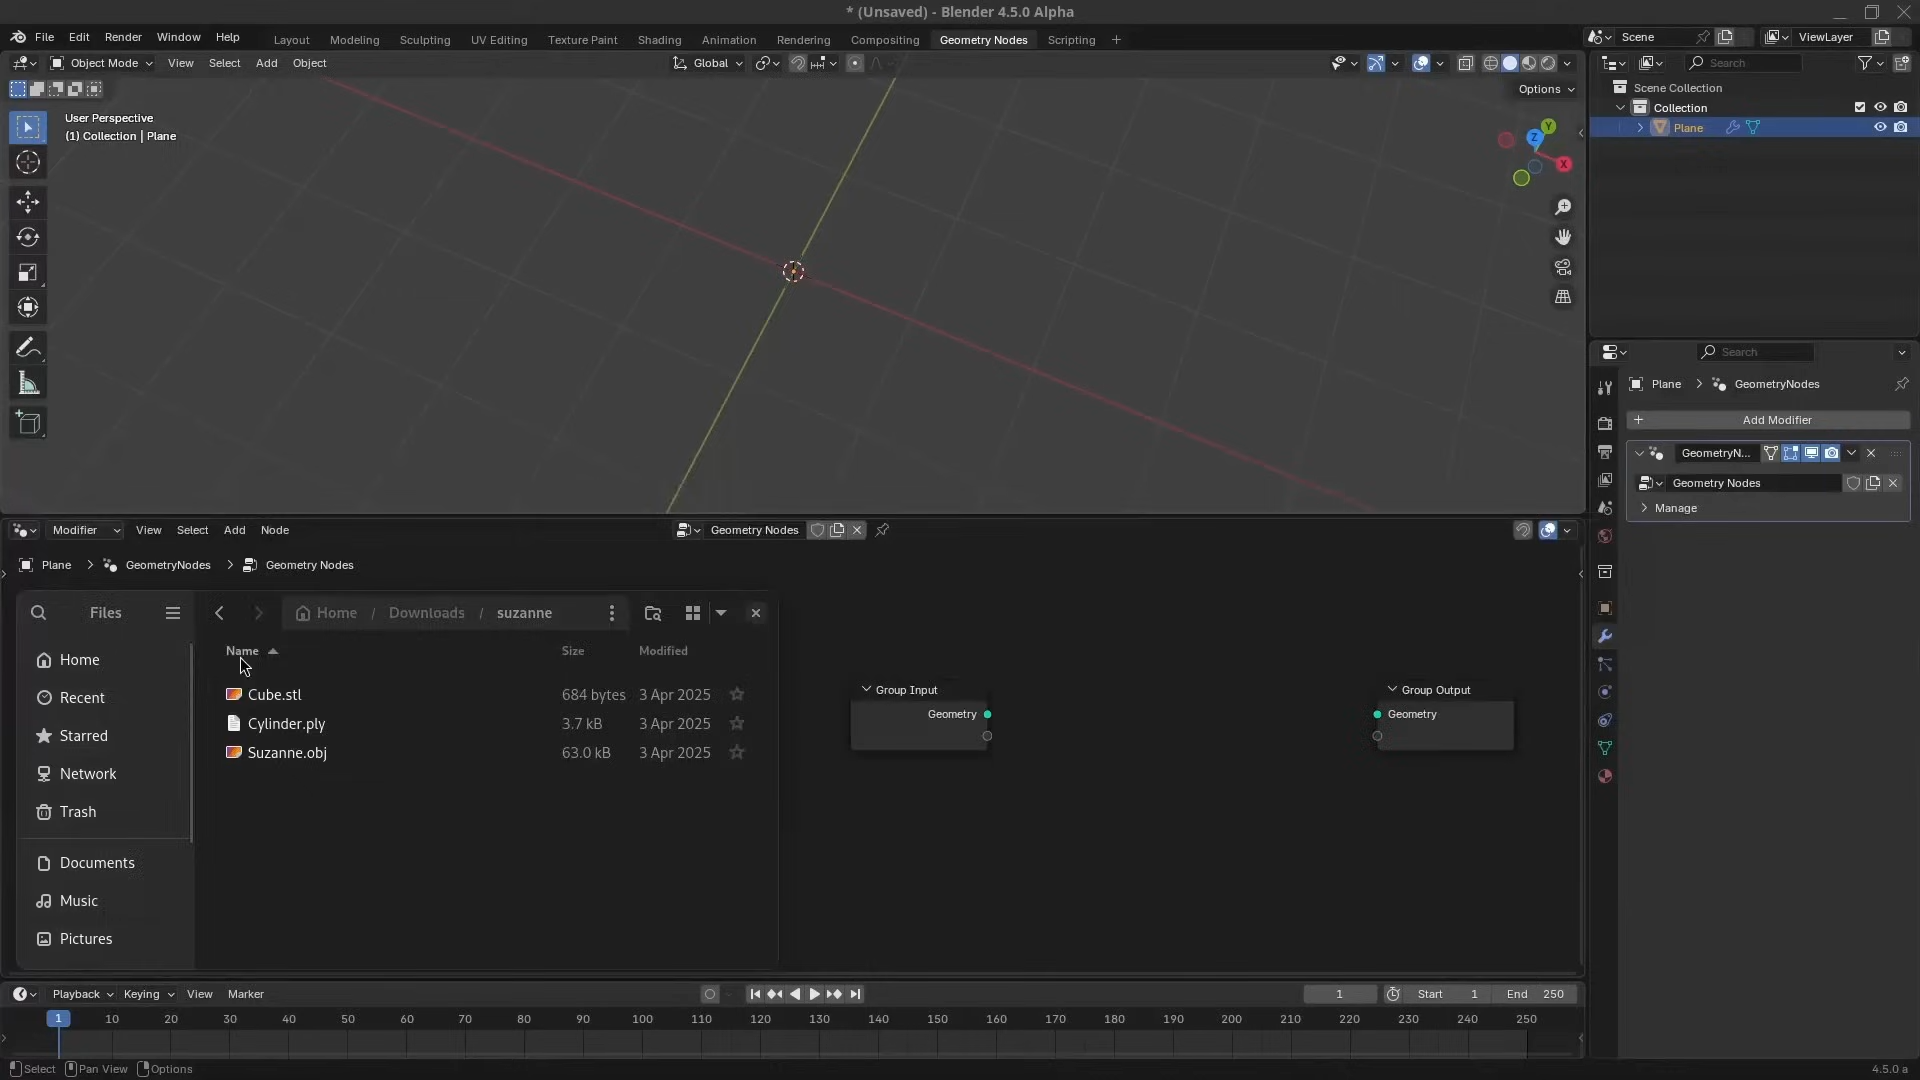 * (Unsaved) - Blender 4.5.0 Alpha
File Edit Render Window Help
Layout Modeling Sculpting UV Editing Texture Paint Shading Animation Rendering Compositing Geometry Nodes Scripting +
Scene
ViewLayer
Object Mode View Select Add Object
Global
Search
Options
User Perspective
(1) Collection | Plane
Z
Y
X
Scene Collection
Collection
Plane
Search
Plane > GeometryNodes
+ Add Modifier
GeometryN...
Geometry Nodes
Manage
Modifier View Select Add Node
Geometry Nodes
Plane > GeometryNodes > Geometry Nodes
Files
Home / Downloads / suzanne
Name Size Modified
Cube.stl 684 bytes 3 Apr 2025
Cylinder.ply 3.7 kB 3 Apr 2025
Suzanne.obj 63.0 kB 3 Apr 2025
Home
Recent
Starred
Network
Trash
Documents
Music
Pictures
Group Input
Geometry
Group Output
Geometry
Playback Keying View Marker
1
Start 1
End 250
1 10 20 30 40 50 60 70 80 90 100 110 120 130 140 150 160 170 180 190 200 210 220 230 240 250
Select Pan View Options
4.5.0 a